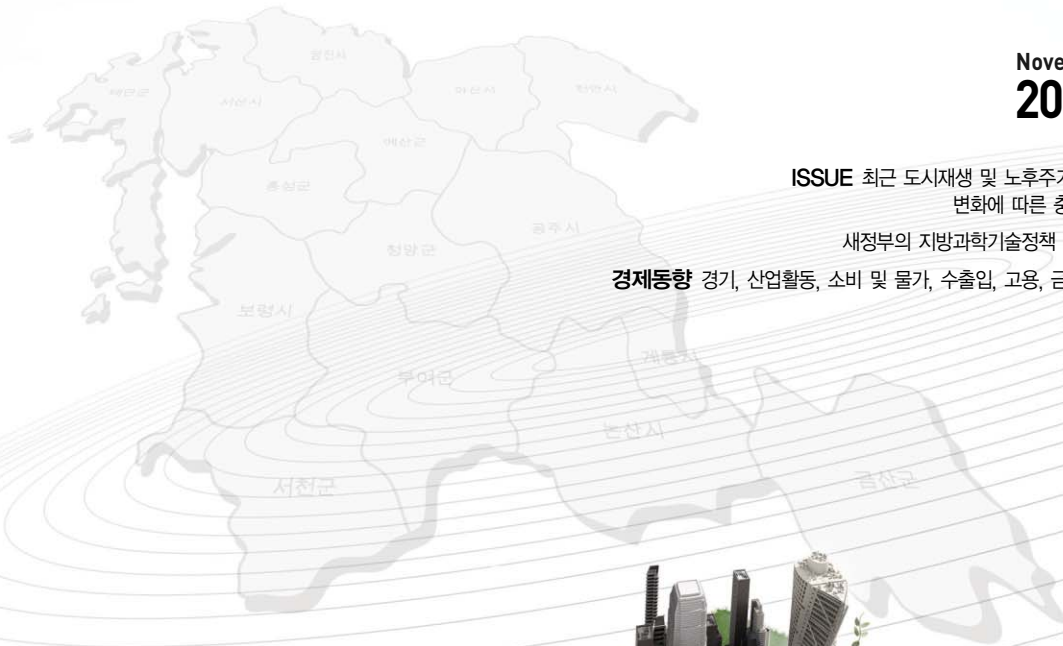 Nove
20
ISSUE 최근 도시재생 및 노후주거
변화에 따른 충
새정부의 지방과학기술정책
경제동향 경기, 산업활동, 소비 및 물가, 수출입, 고용, 금
당진시
태안군
서산시
아산시
천안시
예산군
홍성군
공주시
청양군
보령시
계룡시
부여군
논산시
서천군
금산군